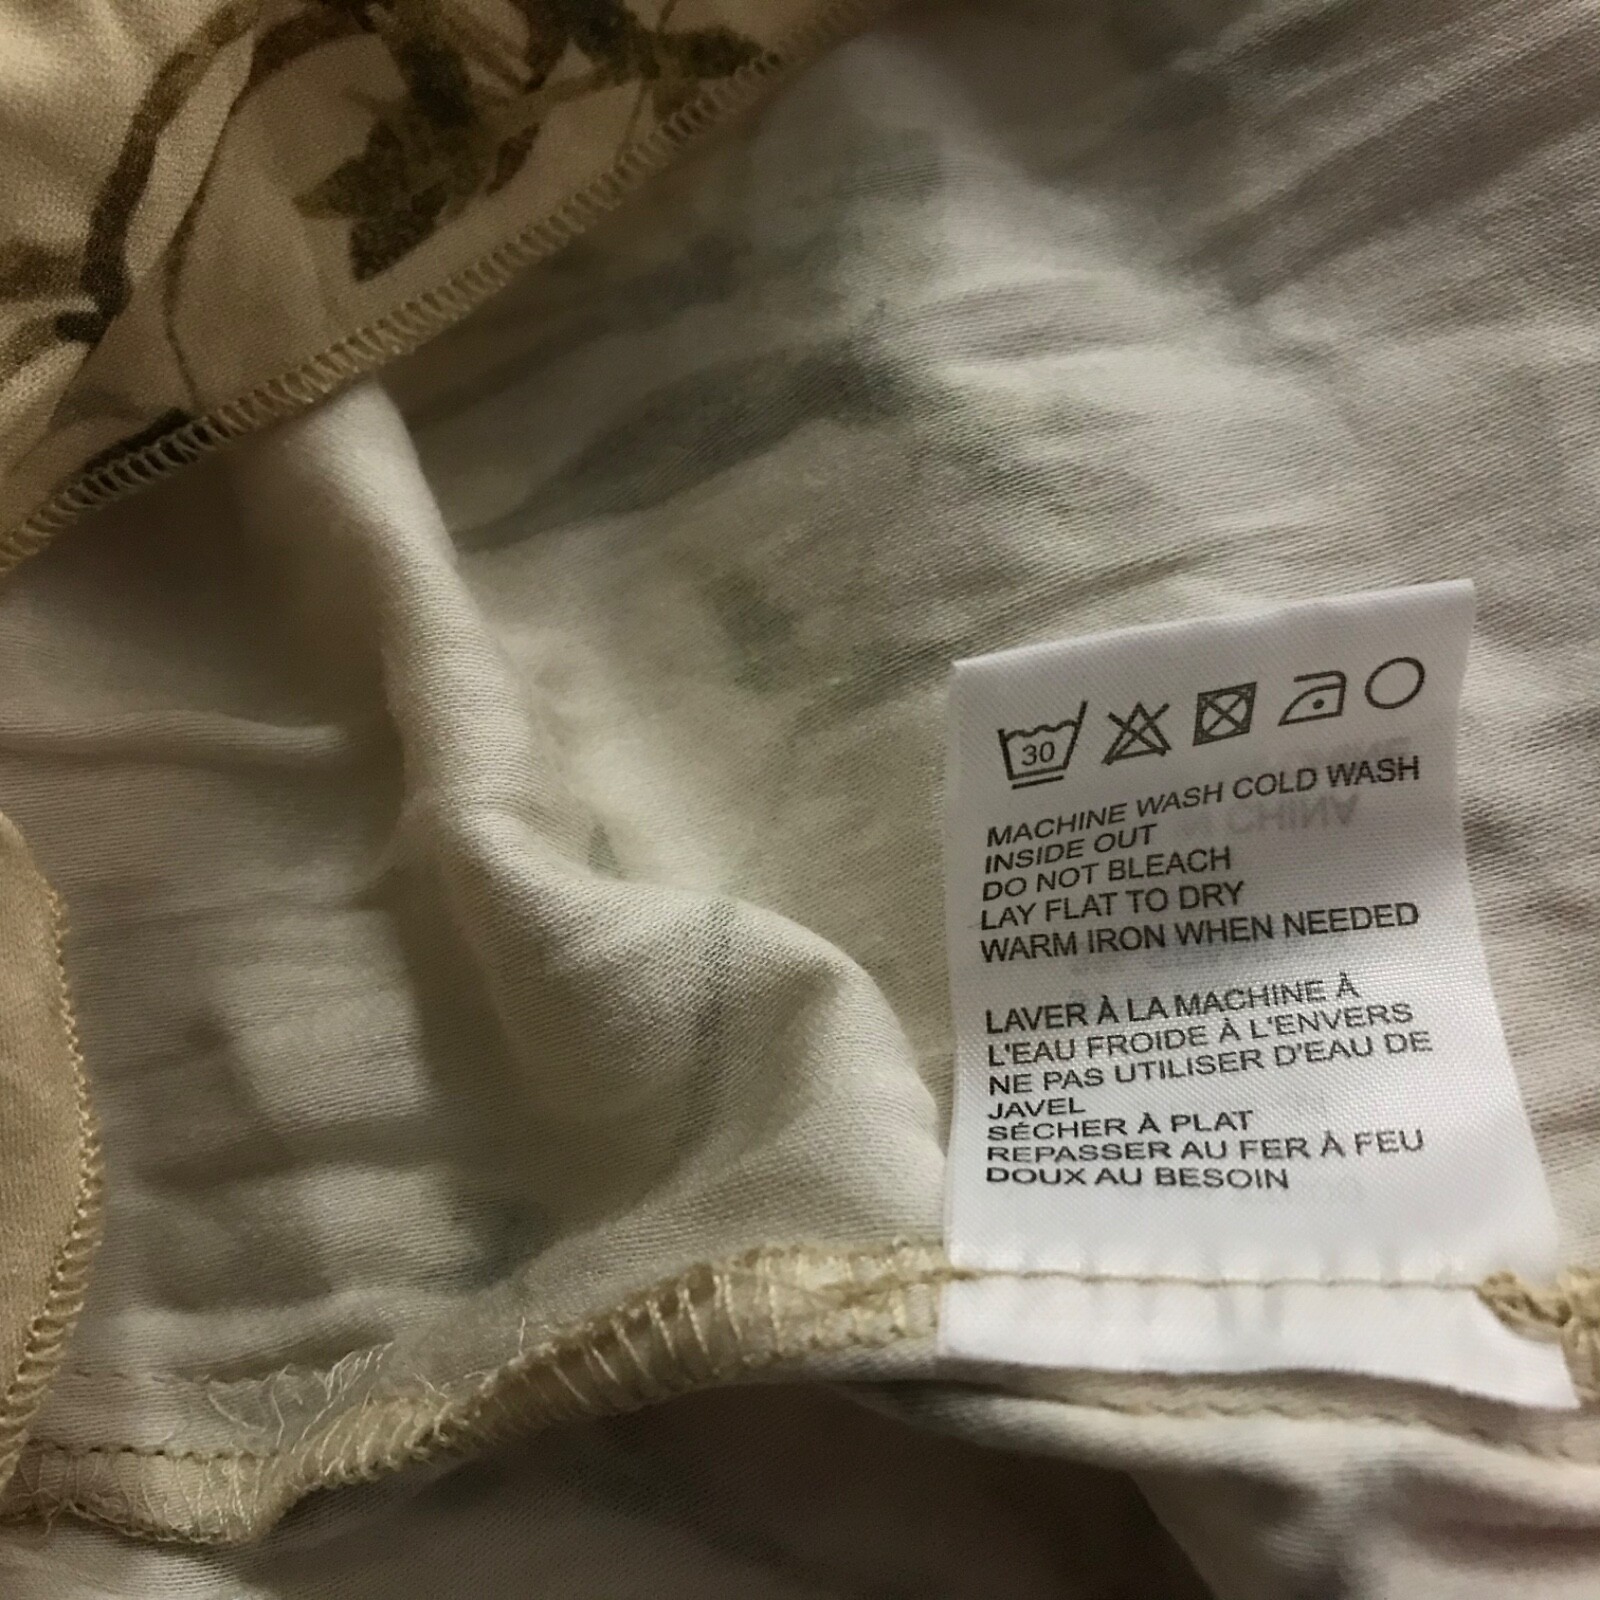 30
MACHINE WASH COLD WASH
INSIDE OUT
DO NOT BLEACH
LAY FLAT TO DRY
WARM IRON WHEN NEEDED
LAVER À LA MACHINE À
L'EAU FROIDE À L'ENVERS
NE PAS UTILISER D'EAU DE
JAVEL
SÉCHER À PLAT
REPASSER AU FER À FEU
DOUX AU BESOIN